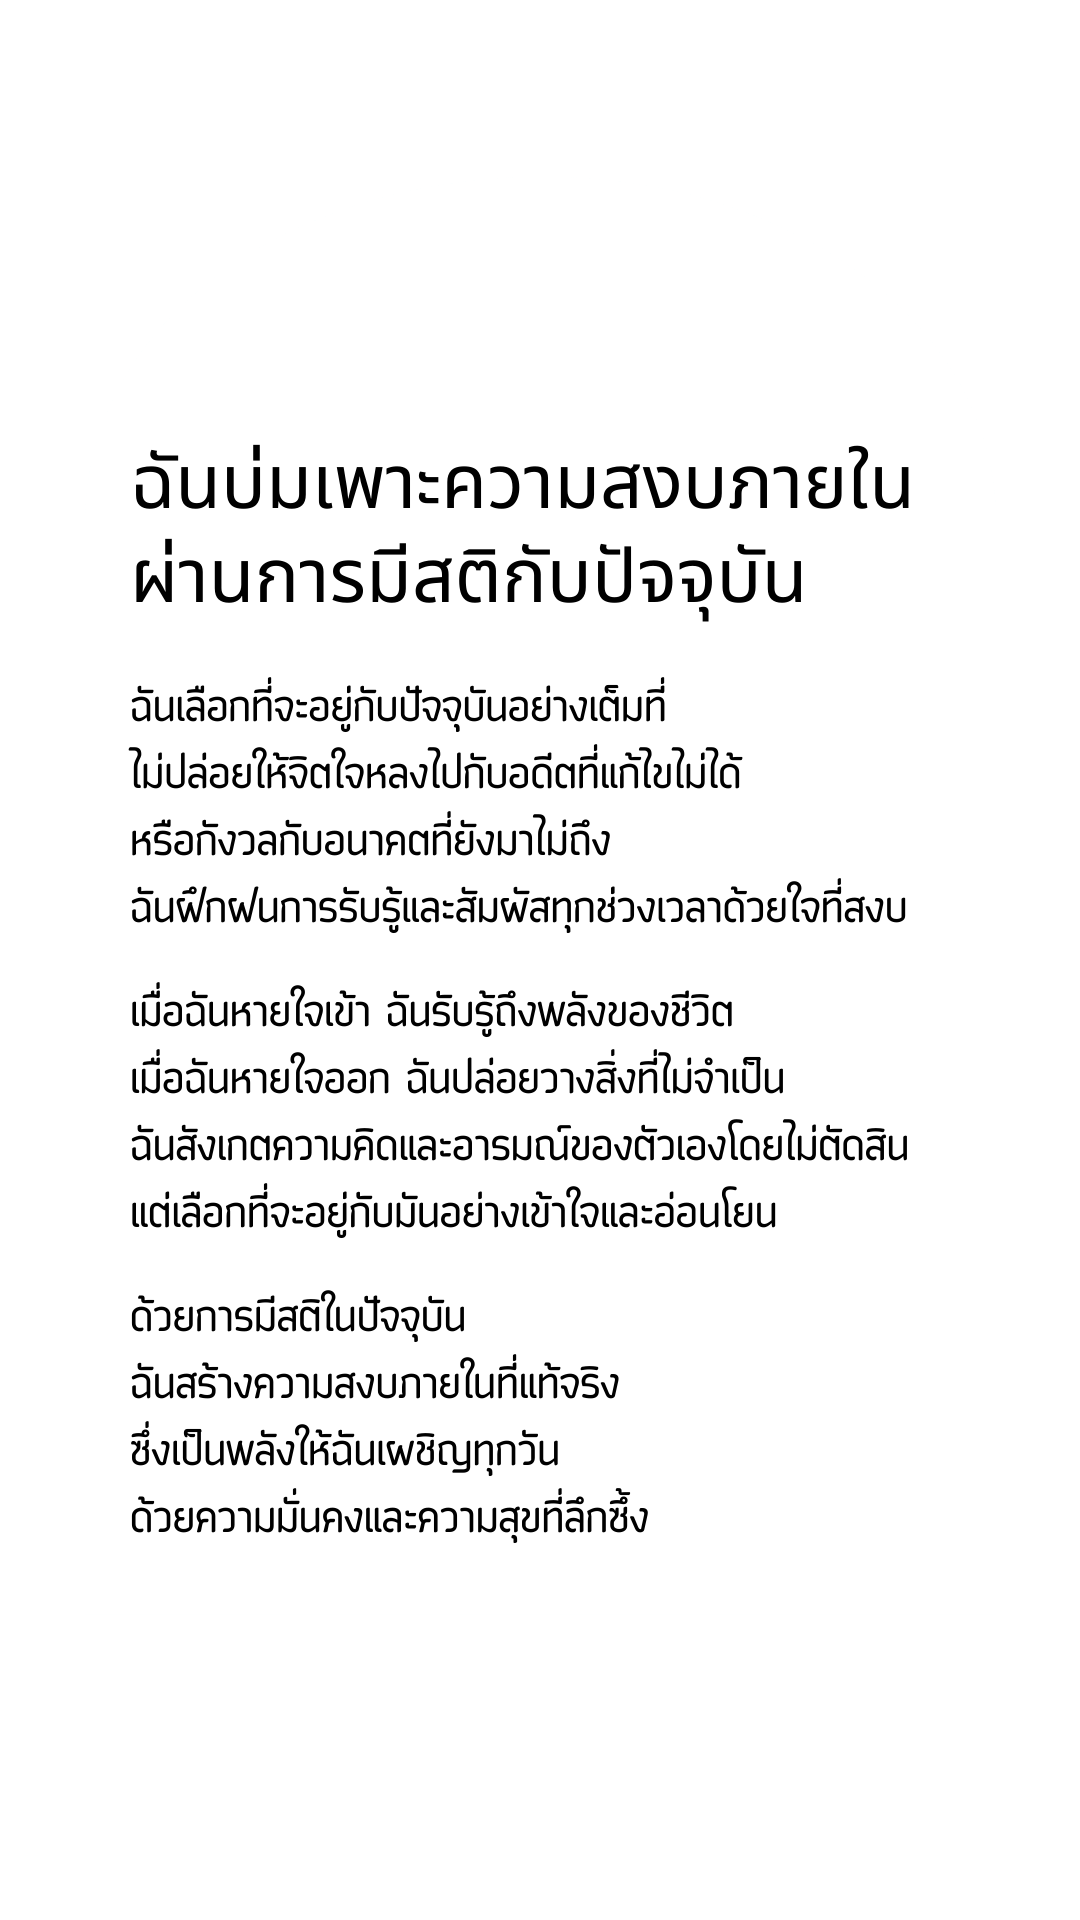 ฉันบ่มเพาะความสงบภายใน
ผ่านการมีสติกับปัจจุบัน
ฉันเลือกที่จะอยู่กับปัจจุบันอย่างเต็มที่
ไม่ปล่อยให้จิตใจหลงไปกับอดีตที่แก้ไขไม่ได้
หรือกังวลกับอนาคตที่ยังมาไม่ถึง
ฉันฝึกฝนการรับรู้และสัมผัสทุกช่วงเวลาด้วยใจที่สงบ
เมื่อฉันหายใจเข้า ฉันรับรู้ถึงพลังของชีวิต
เมื่อฉันหายใจออก ฉันปล่อยวางสิ่งที่ไม่จำเป็น
ฉันสังเกตความคิดและอารมณ์ของตัวเองโดยไม่ตัดสิน
แต่เลือกที่จะอยู่กับมันอย่างเข้าใจและอ่อนโยน
ด้วยการมีสติในปัจจุบัน
ฉันสร้างความสงบภายในที่แท้จริง
ซึ่งเป็นพลังให้ฉันเผชิญทุกวัน
ด้วยความมั่นคงและความสุขที่ลึกซึ้ง